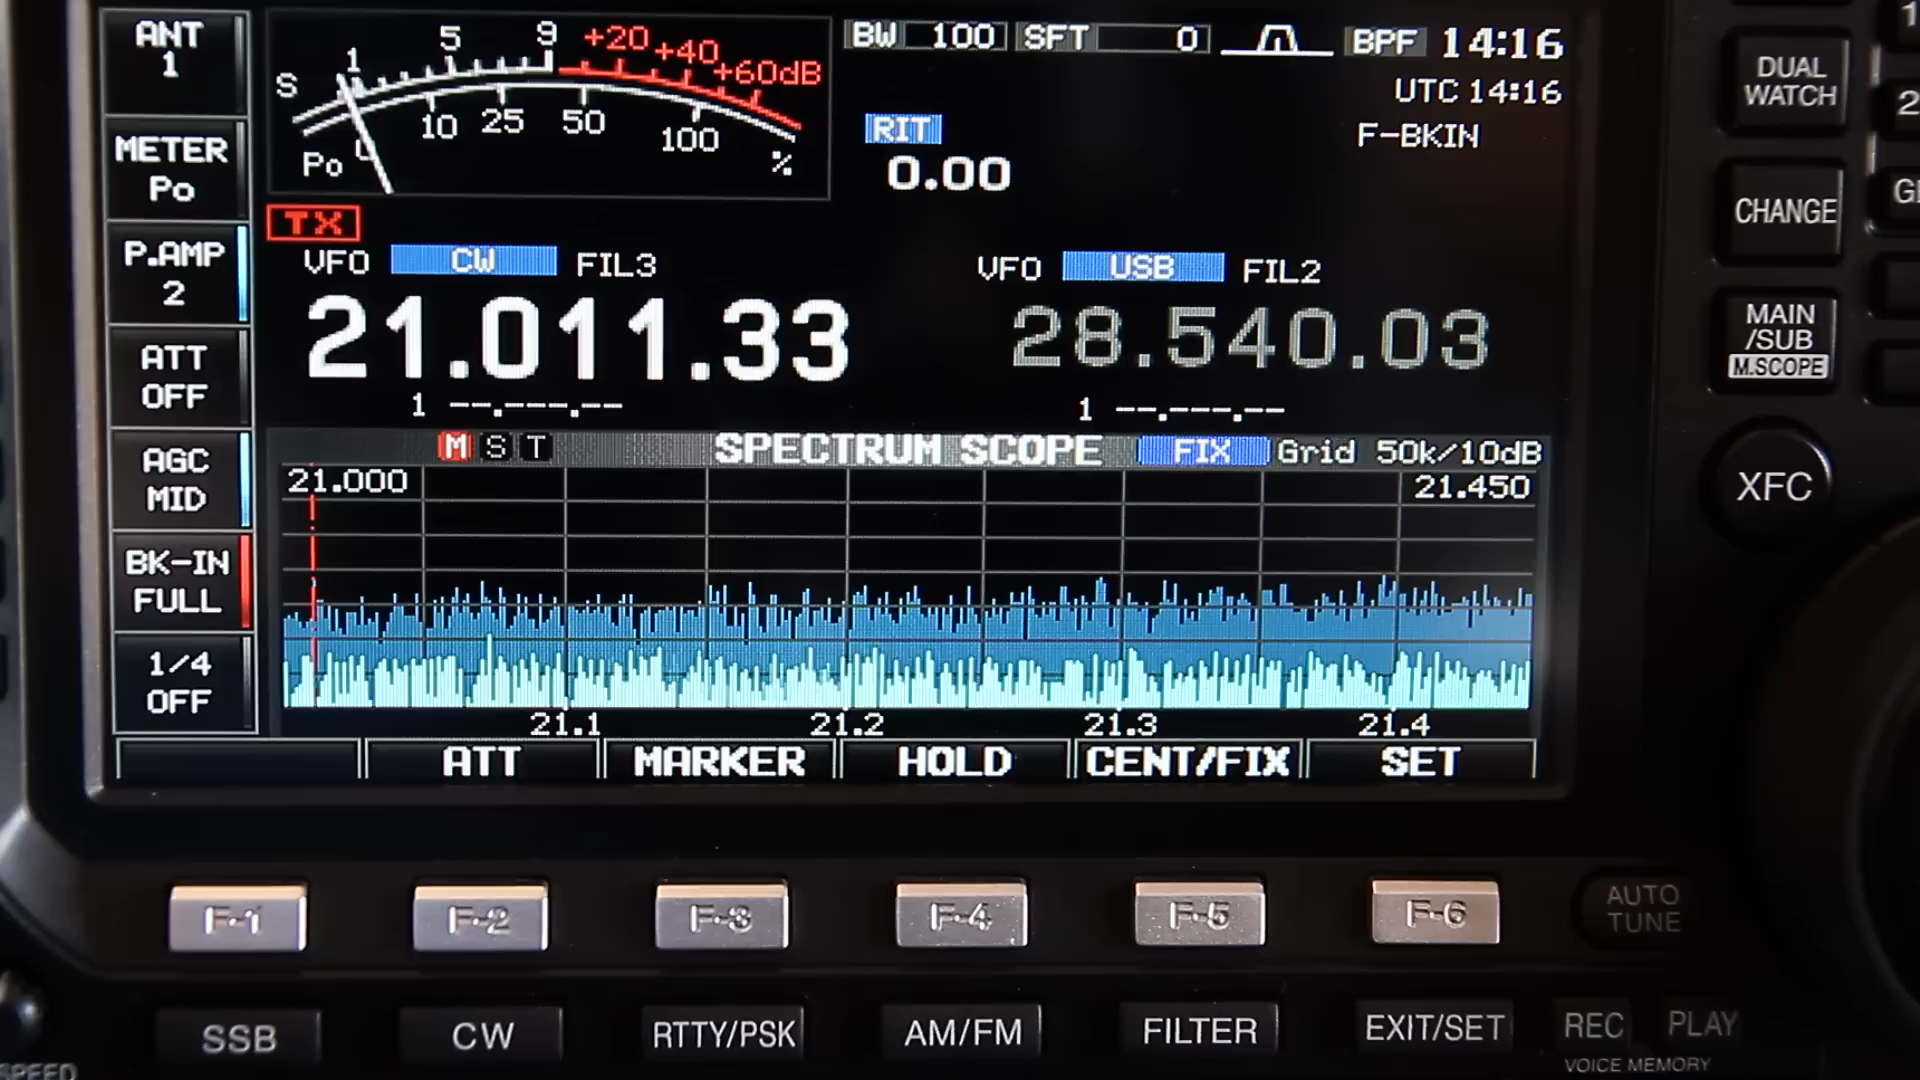 ANT
1
METER
Po
P.AMP
2
ATT
OFF
AGC
MID
BK-IN
FULL
1/4
OFF
S 1 5 9 +20 +40 +60dB
Po 0 10 25 50 100 %
BW 100 SFT 0 BPF 14:16
UTC 14:16
F-BKIN
RIT
0.00
TX
VFO CW FIL3
21.011.33
1 --.---.--
VFO USB FIL2
28.540.03
1 --.---.--
M S T SPECTRUM SCOPE FIX Grid 50k/10dB
21.000 21.450
21.1 21.2 21.3 21.4
ATT MARKER HOLD CENT/FIX SET
F-1 F-2 F-3 F-4 F-5 F-6
AUTO
TUNE
SSB CW RTTY/PSK AM/FM FILTER EXIT/SET REC PLAY
VOICE MEMORY
SPEED
DUAL
WATCH
CHANGE
MAIN
/SUB
M.SCOPE
XFC